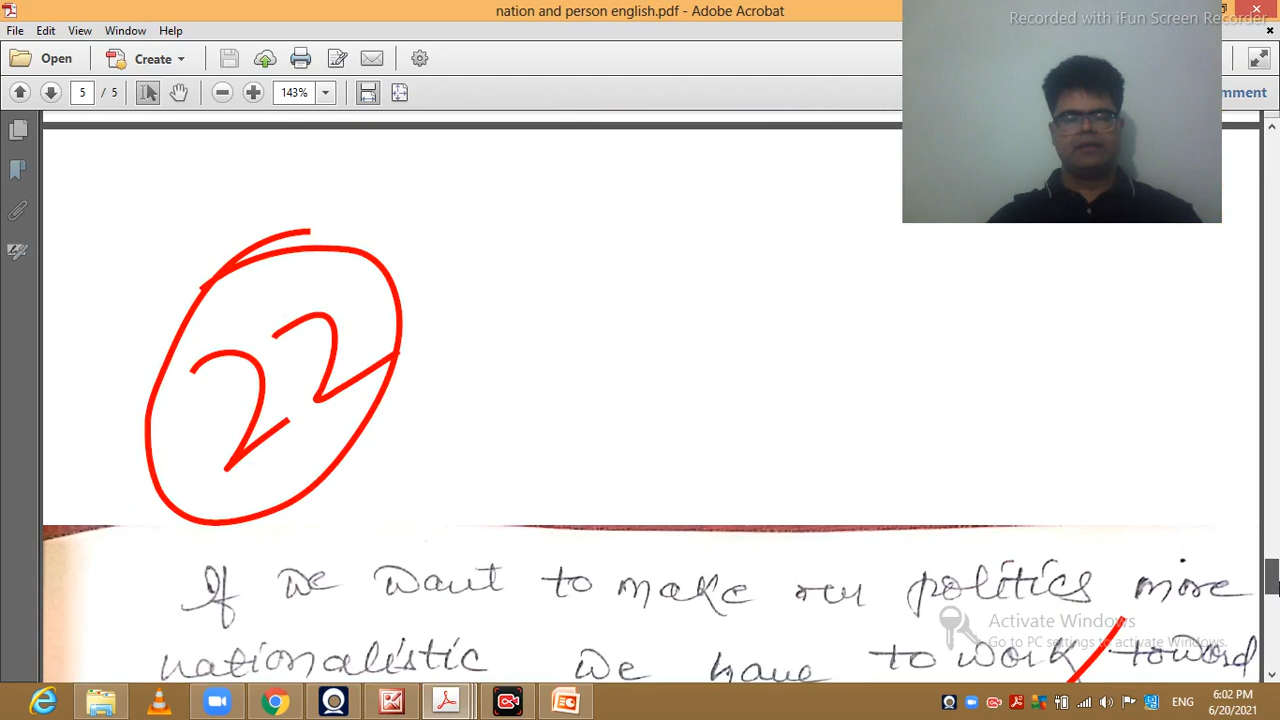 nation and person english.pdf - Adobe Acrobat
File Edit View Window Help
Recorded with iFun Screen Recorder
Open Create
5 / 5 143% mment
22
If we want to make our politics more
nationalistic we have to work toword
Activate Windows
Go to PC settings to activate Windows.
ENG 6:02 PM
6/20/2021